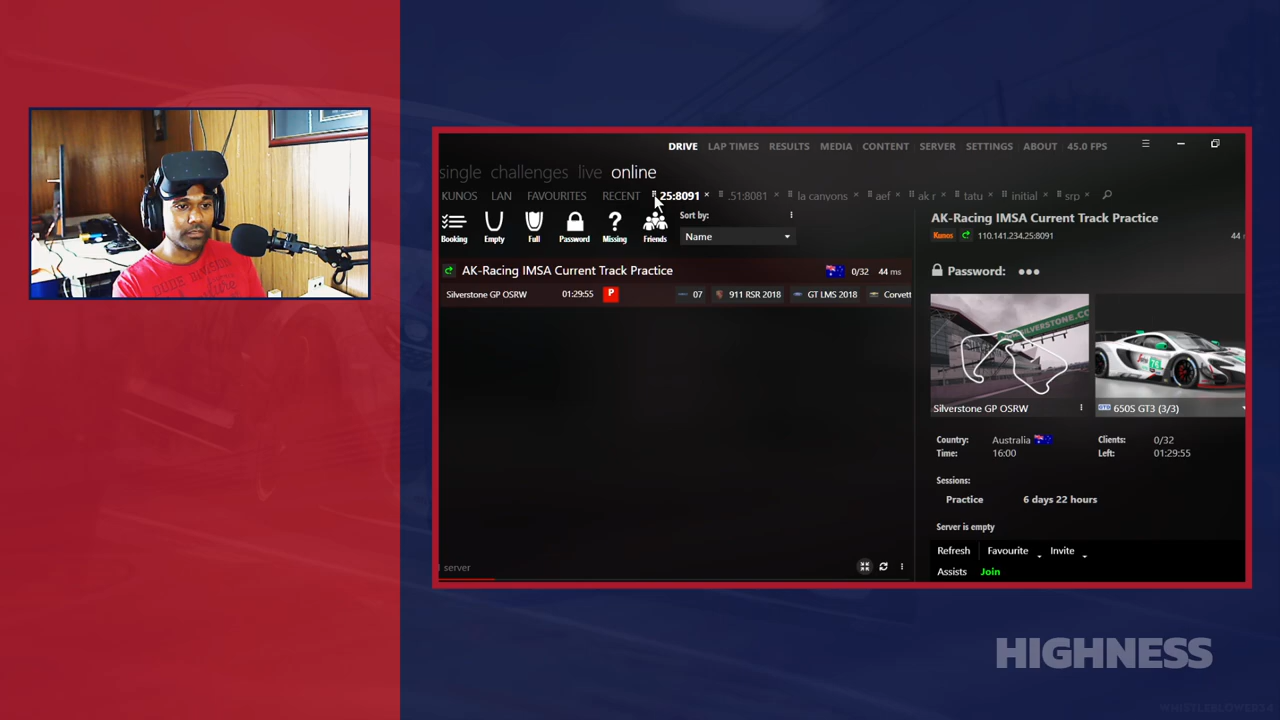 DRIVE LAP TIMES RESULTS MEDIA CONTENT SERVER SETTINGS ABOUT 45.0 FPS
single challenges live online
KUNOS LAN FAVOURITES RECENT 25:8091 .51:8081 la canyons aef ak r tatu initial srp
Booking Empty Full Password Missing Friends
Sort by:
Name
AK-Racing IMSA Current Track Practice 0/32 44 ms
Silverstone GP OSRW 01:29:55 P 07 911 RSR 2018 GT LMS 2018 Corvett
server
AK-Racing IMSA Current Track Practice
Kunos 110.141.234.25:8091 44
Password: ●●●
SILVERSTONE.CO
Silverstone GP OSRW
650S GT3 (3/3)
Country: Australia Clients: 0/32
Time: 16:00 Left: 01:29:55
Sessions:
Practice 6 days 22 hours
Server is empty
Refresh Favourite Invite
Assists Join
HIGHNESS
WHISTLEBLOWER34